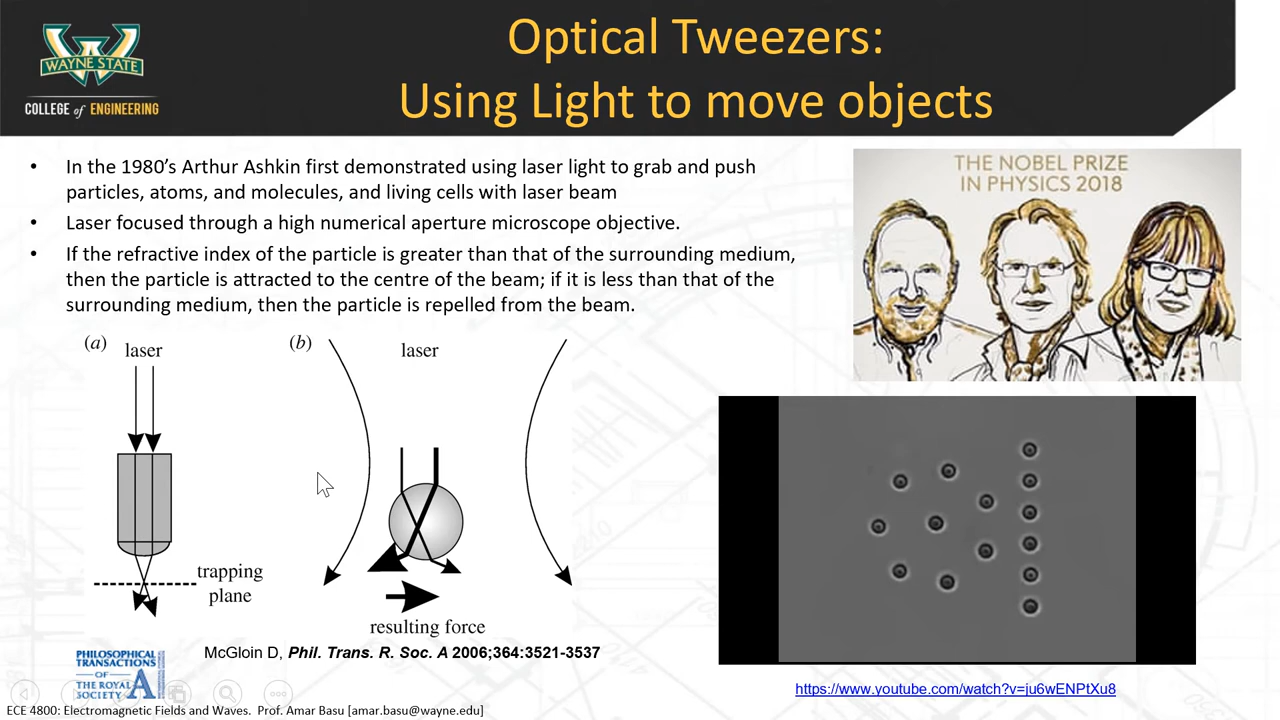 WAYNE STATE
COLLEGE of ENGINEERING
Optical Tweezers:
Using Light to move objects
• In the 1980's Arthur Ashkin first demonstrated using laser light to grab and push
particles, atoms, and molecules, and living cells with laser beam
• Laser focused through a high numerical aperture microscope objective.
• If the refractive index of the particle is greater than that of the surrounding medium,
then the particle is attracted to the centre of the beam; if it is less than that of the
surrounding medium, then the particle is repelled from the beam.
THE NOBEL PRIZE
IN PHYSICS 2018
(a) laser
trapping
plane
(b) laser
resulting force
PHILOSOPHICAL
TRANSACTIONS
OF
THE ROYAL
SOCIETY
A
McGloin D, Phil. Trans. R. Soc. A 2006;364:3521-3537
https://www.youtube.com/watch?v=ju6wENPtXu8
ECE 4800: Electromagnetic Fields and Waves. Prof. Amar Basu [amar.basu@wayne.edu]